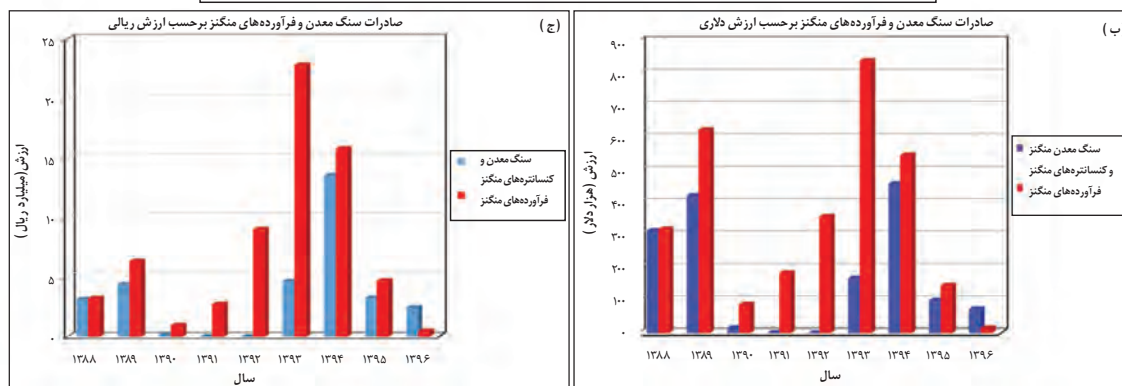 صادرات سنگ معدن و فرآورده‌های منگنز برحسب ارزش دلاری
(ب
۹۰۰
۸۰۰
۷۰۰
۶۰۰
۵۰۰
۴۰۰
۳۰۰
۲۰۰
۱۰۰
۰
ارزش (هزار دلار)
۱۳۸۸ ۱۳۸۹ ۱۳۹۰ ۱۳۹۱ ۱۳۹۲ ۱۳۹۳ ۱۳۹۴ ۱۳۹۵ ۱۳۹۶
سال
سنگ معدن منگنز
و کنسانتره‌های منگنز
فرآورده‌های منگنز
صادرات سنگ معدن و فرآورده‌های منگنز برحسب ارزش ریالی
(ج)
۲۵
۲۰
۱۵
۱۰
۵
۰
ارزش (میلیارد ریال)
۱۳۸۸ ۱۳۸۹ ۱۳۹۰ ۱۳۹۱ ۱۳۹۲ ۱۳۹۳ ۱۳۹۴ ۱۳۹۵ ۱۳۹۶
سال
سنگ معدن و
کنسانتره‌های منگنز
فرآورده‌های منگنز